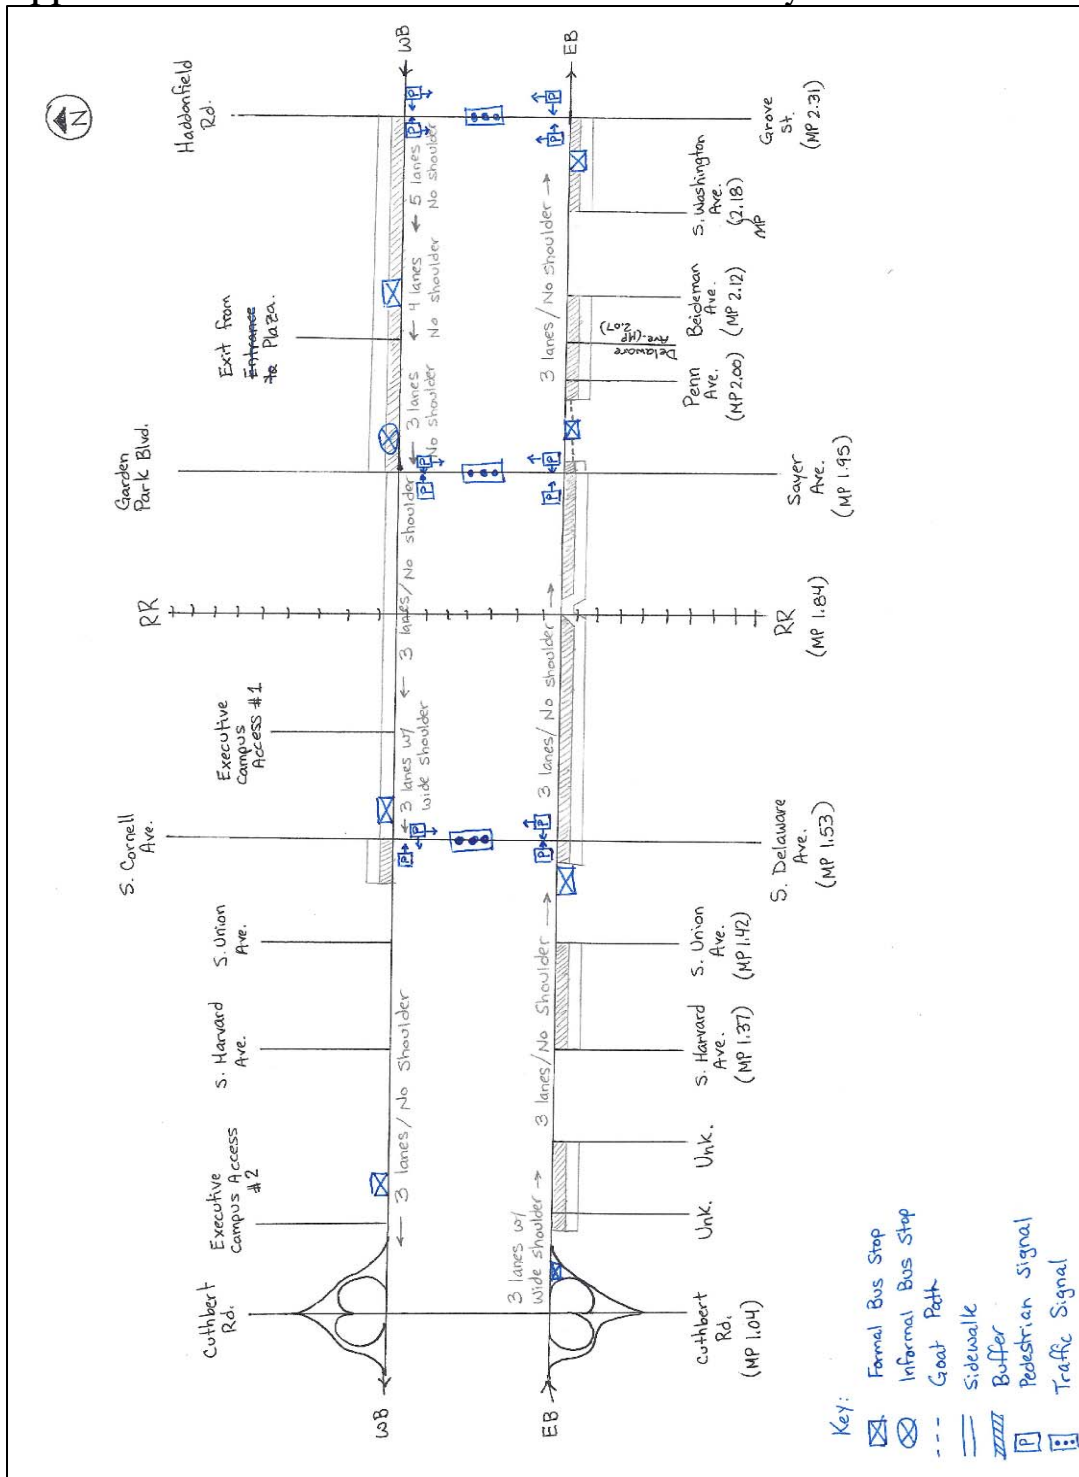 N
WB
EB
Haddonfield
Rd.
Exit from
Entrance
to Plaza.
Garden
Park Blvd.
RR
Executive
Campus
Access #1
S. Cornell
Ave.
S. Union
Ave.
S. Harvard
Ave.
Executive
Campus Access
#2
Cuthbert
Rd.
WB
← 5 lanes
No shoulder
← 4 lanes
No shoulder
← 3 lanes
No shoulder
← 3 lanes/No shoulder
← 3 lanes w/
wide shoulder
← 3 lanes/No Shoulder
3 lanes w/
Wide shoulder →
3 lanes/No Shoulder →
3 lanes/No shoulder →
3 lanes/No shoulder →
EB
P
P
P
P
P
P
P
P
P
P
P
P
Grove
St.
(MP 2.31)
S. Washington
Ave.
(2.18)
MP
Beideman
Ave.
(MP 2.12)
Delaware
Ave. (MP
2.07)
Penn
Ave.
(MP 2.00)
Sayer
Ave.
(MP 1.95)
RR
(MP 1.84)
S. Delaware
Ave.
(MP 1.53)
S. Union
Ave.
(MP 1.42)
S. Harvard
Ave.
(MP 1.37)
Unk.
Unk.
Cuthbert
Rd.
(MP 1.04)
Key:
Formal Bus Stop
Informal Bus Stop
Goat Path
Sidewalk
Buffer
P Pedestrian Signal
Traffic Signal